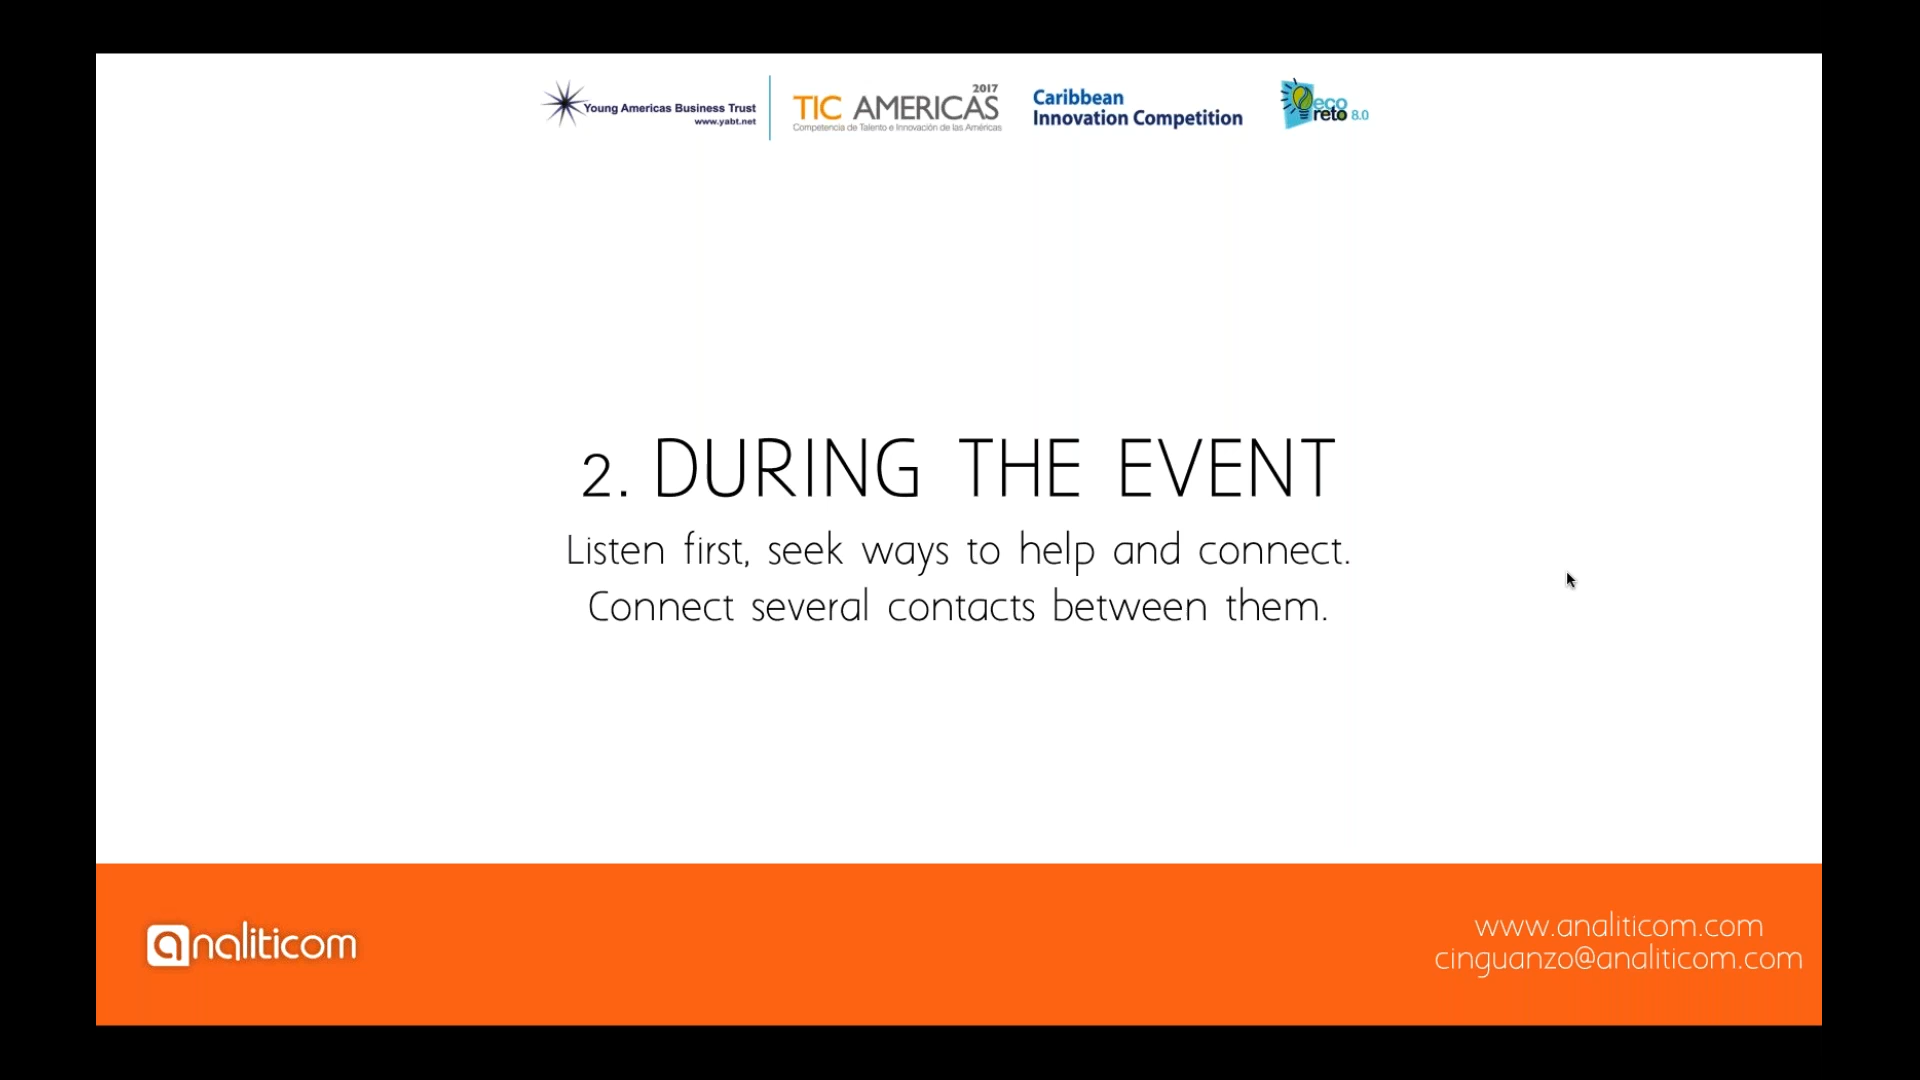 Young Americas Business Trust
www.yabt.net
2017
TIC AMERICAS
Competencia de Talento e Innovación de las Américas
Caribbean
Innovation Competition
eco
reto 8.0
2. DURING THE EVENT
Listen first, seek ways to help and connect.
Connect several contacts between them.
analiticom
www.analiticom.com
cinguanzo@analiticom.com